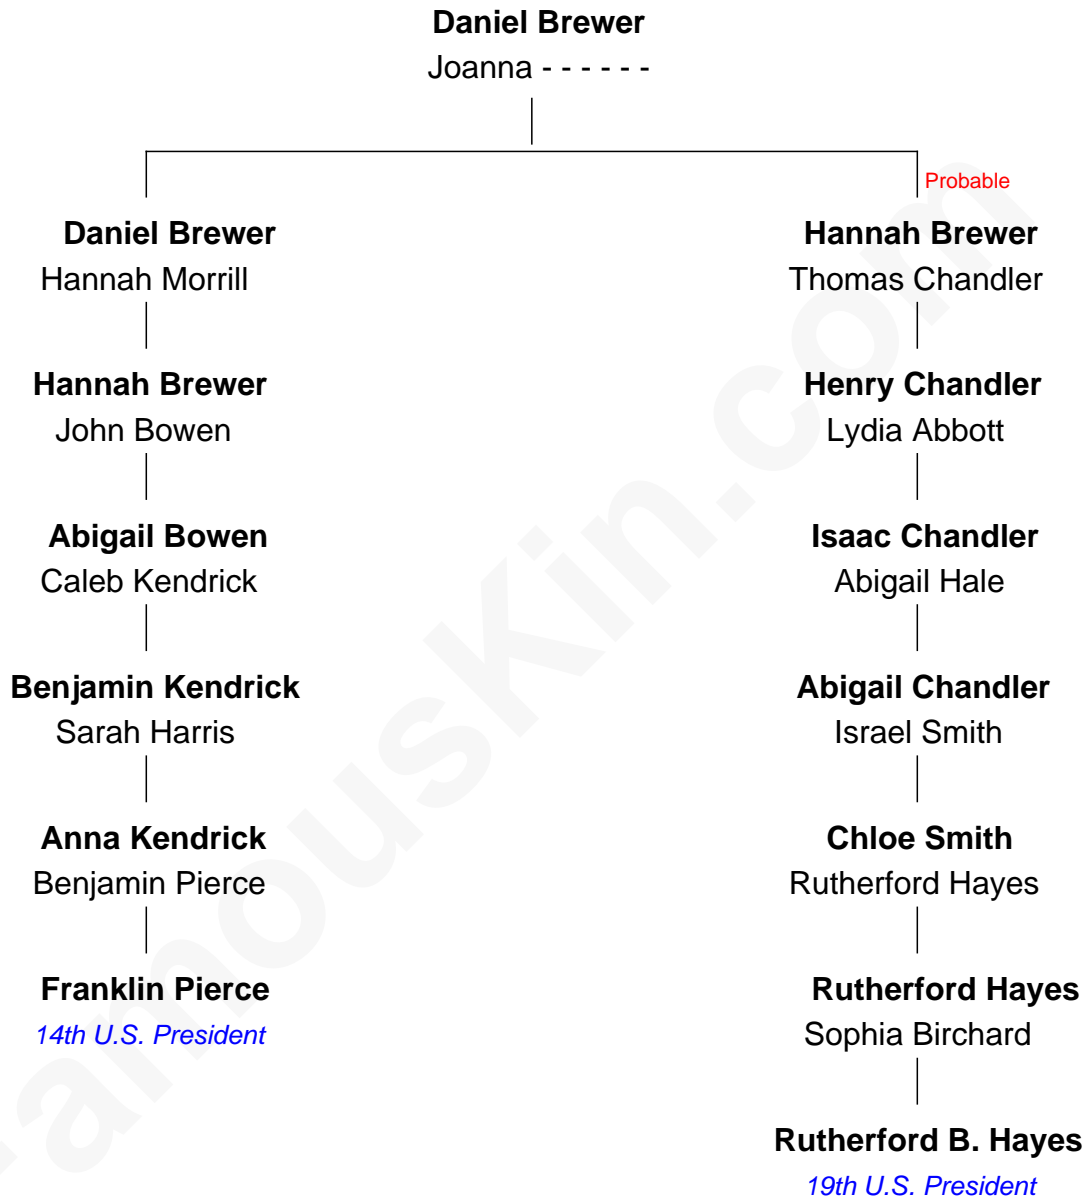 Daniel Brewer
Joanna - - - - - -
Probable
Daniel Brewer
Hannah Morrill
Hannah Brewer
John Bowen
Abigail Bowen
Caleb Kendrick
Benjamin Kendrick
Sarah Harris
Anna Kendrick
Benjamin Pierce
Franklin Pierce
14th U.S. President
Hannah Brewer
Thomas Chandler
Henry Chandler
Lydia Abbott
Isaac Chandler
Abigail Hale
Abigail Chandler
Israel Smith
Chloe Smith
Rutherford Hayes
Rutherford Hayes
Sophia Birchard
Rutherford B. Hayes
19th U.S. President
FamousKin.com